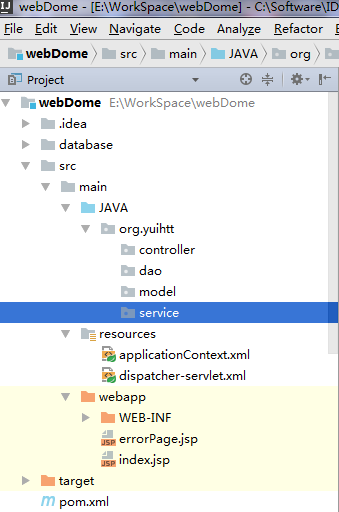 webDome - [E:\WorkSpace\webDome] - C:\Software\ID
File Edit View Navigate Code Analyze Refactor
webDome src main JAVA org
Project
webDome E:\WorkSpace\webDome
.idea
database
src
main
JAVA
org.yuihtt
controller
dao
model
service
resources
applicationContext.xml
dispatcher-servlet.xml
webapp
WEB-INF
JSP errorPage.jsp
JSP index.jsp
target
m pom.xml